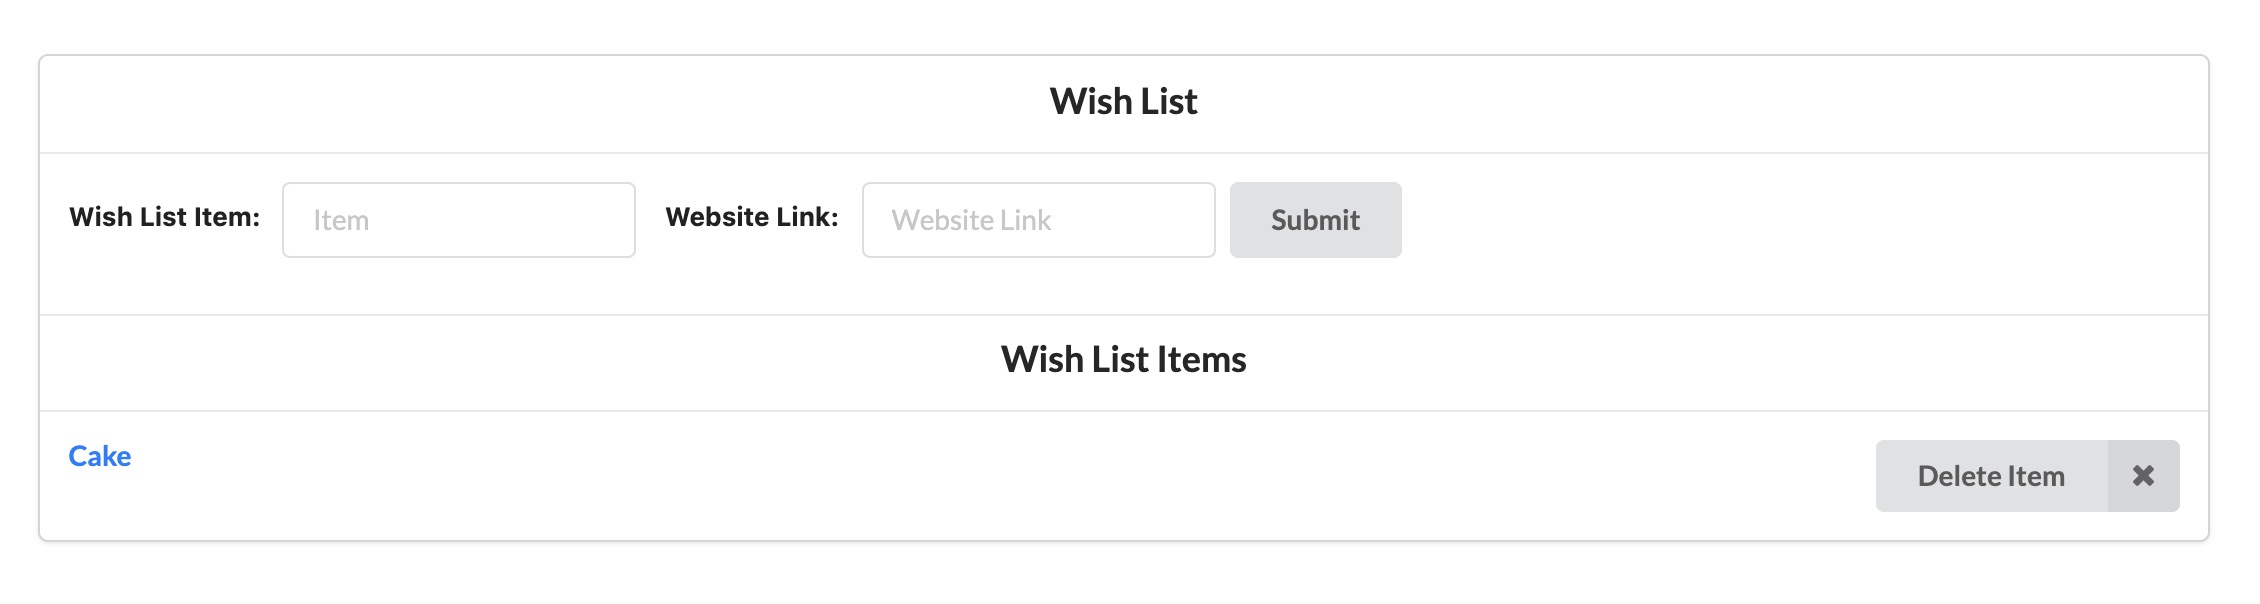 Wish List
Wish List Item: Item Website Link: Website Link Submit
Wish List Items
Cake Delete Item